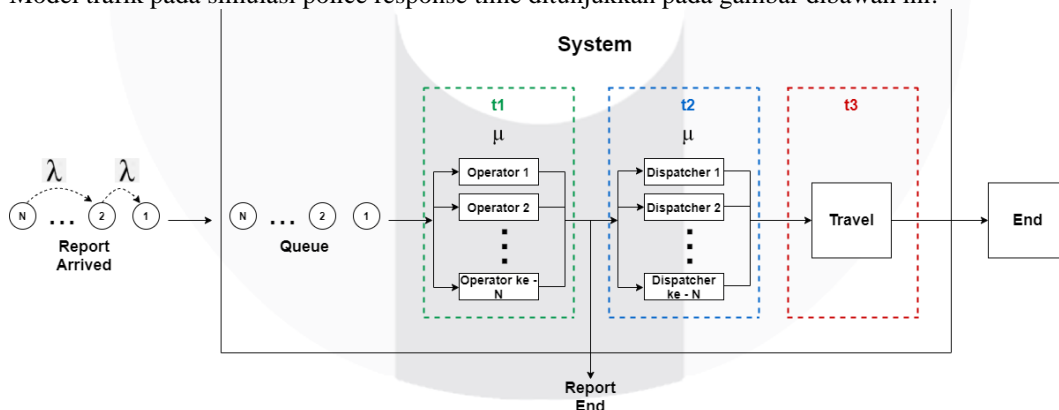 Model trafik pada simulasi police response time ditunjukkan pada gambar dibawah ini.
System
t1
t2
t3
μ
μ
λ
λ
N
...
2
1
Report
Arrived
N
...
2
1
Queue
Operator 1
Operator 2
Operator ke -
N
Dispatcher 1
Dispatcher 2
Dispatcher
ke - N
Travel
End
Report
End